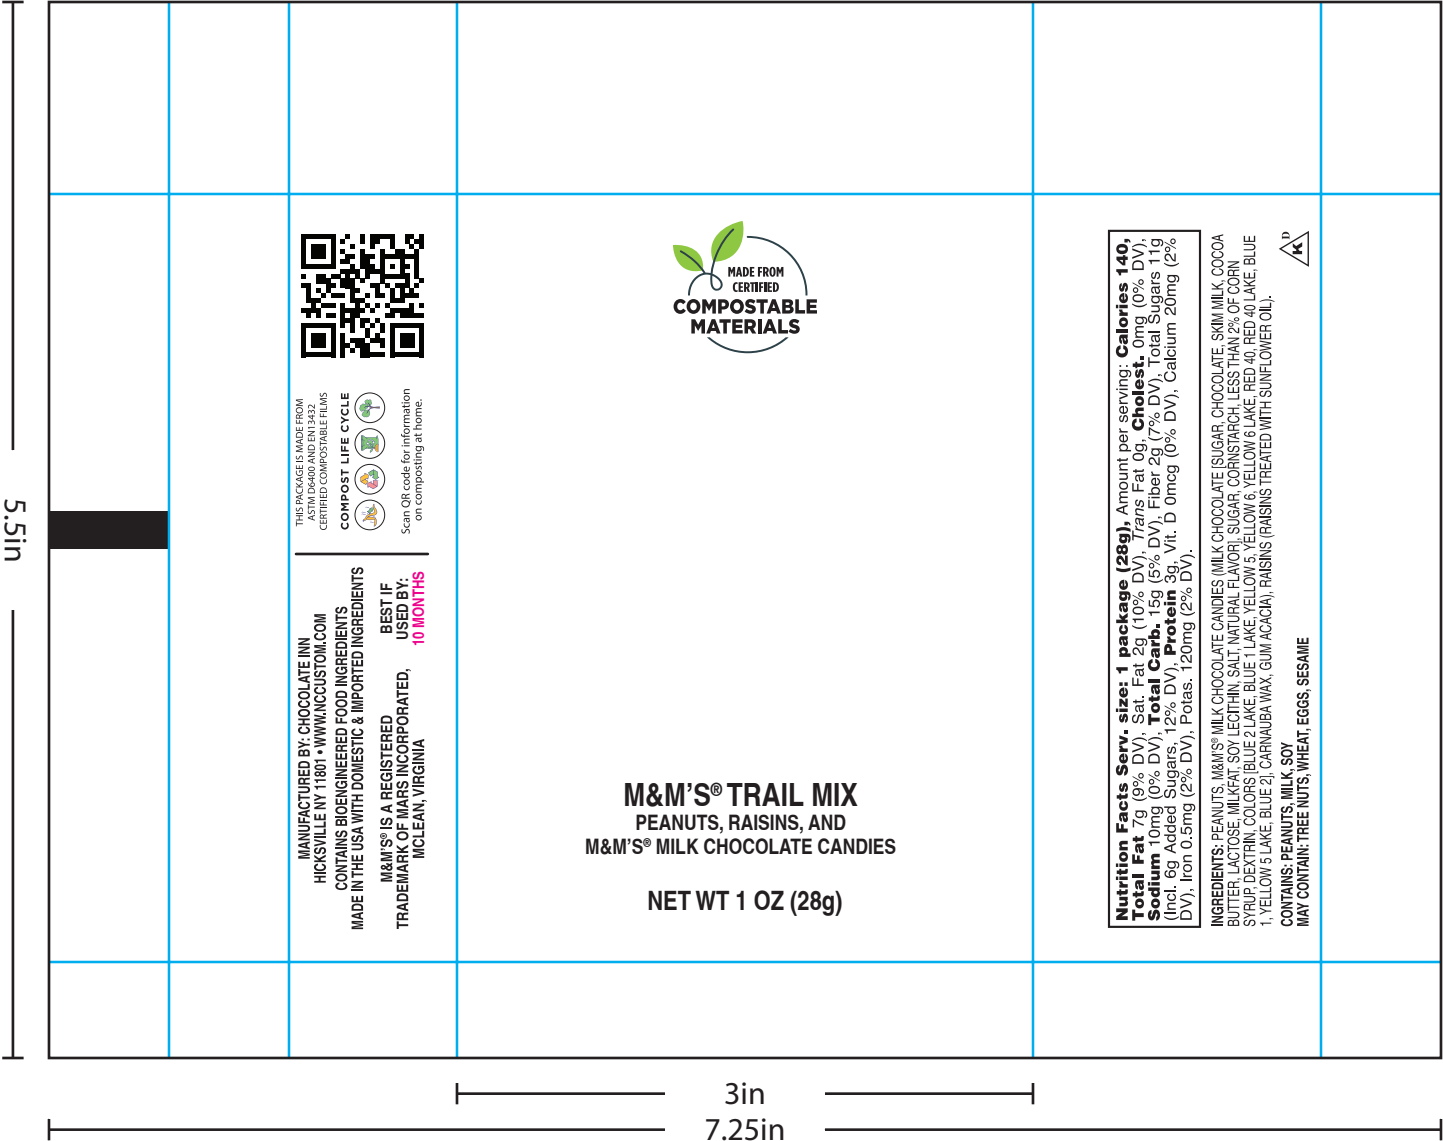 MADE FROM
CERTIFIED
COMPOSTABLE
MATERIALS
M&M'S® TRAIL MIX
PEANUTS, RAISINS, AND
M&M'S® MILK CHOCOLATE CANDIES
NET WT 1 OZ (28g)
THIS PACKAGE IS MADE FROM
ASTM D6400 AND EN13432
CERTIFIED COMPOSTABLE FILMS
COMPOST LIFE CYCLE
Scan QR code for information
on composting at home.
MANUFACTURED BY: CHOCOLATE INN
HICKSVILLE NY 11801 • WWW.NCCUSTOM.COM
CONTAINS BIOENGINEERED FOOD INGREDIENTS
MADE IN THE USA WITH DOMESTIC & IMPORTED INGREDIENTS
M&M'S® IS A REGISTERED
TRADEMARK OF MARS INCORPORATED,
MCLEAN, VIRGINIA
BEST IF
USED BY:
10 MONTHS
Nutrition Facts Serv. size: 1 package (28g), Amount per serving: Calories 140,
Total Fat 7g (9% DV), Sat. Fat 2g (10% DV), Trans Fat 0g, Cholest. 0mg (0% DV),
Sodium 10mg (0% DV), Total Carb. 15g (5% DV), Fiber 2g (7% DV), Total Sugars 11g
(Incl. 6g Added Sugars, 12% DV), Protein 3g, Vit. D 0mcg (0% DV), Calcium 20mg (2%
DV), Iron 0.5mg (2% DV), Potas. 120mg (2% DV).
INGREDIENTS: PEANUTS, M&M'S® MILK CHOCOLATE CANDIES (MILK CHOCOLATE [SUGAR, CHOCOLATE, SKIM MILK, COCOA
BUTTER, LACTOSE, MILKFAT, SOY LECITHIN, SALT, NATURAL FLAVOR], SUGAR, CORNSTARCH, LESS THAN 2% OF CORN
SYRUP, DEXTRIN, COLORS [BLUE 2 LAKE, BLUE 1 LAKE, YELLOW 5, YELLOW 6, YELLOW 6 LAKE, RED 40, RED 40 LAKE, BLUE
1, YELLOW 5 LAKE, BLUE 2], CARNAUBA WAX, GUM ACACIA), RAISINS (RAISINS TREATED WITH SUNFLOWER OIL).
CONTAINS: PEANUTS, MILK, SOY
MAY CONTAIN: TREE NUTS, WHEAT, EGGS, SESAME
K D
5.5in
3in
7.25in